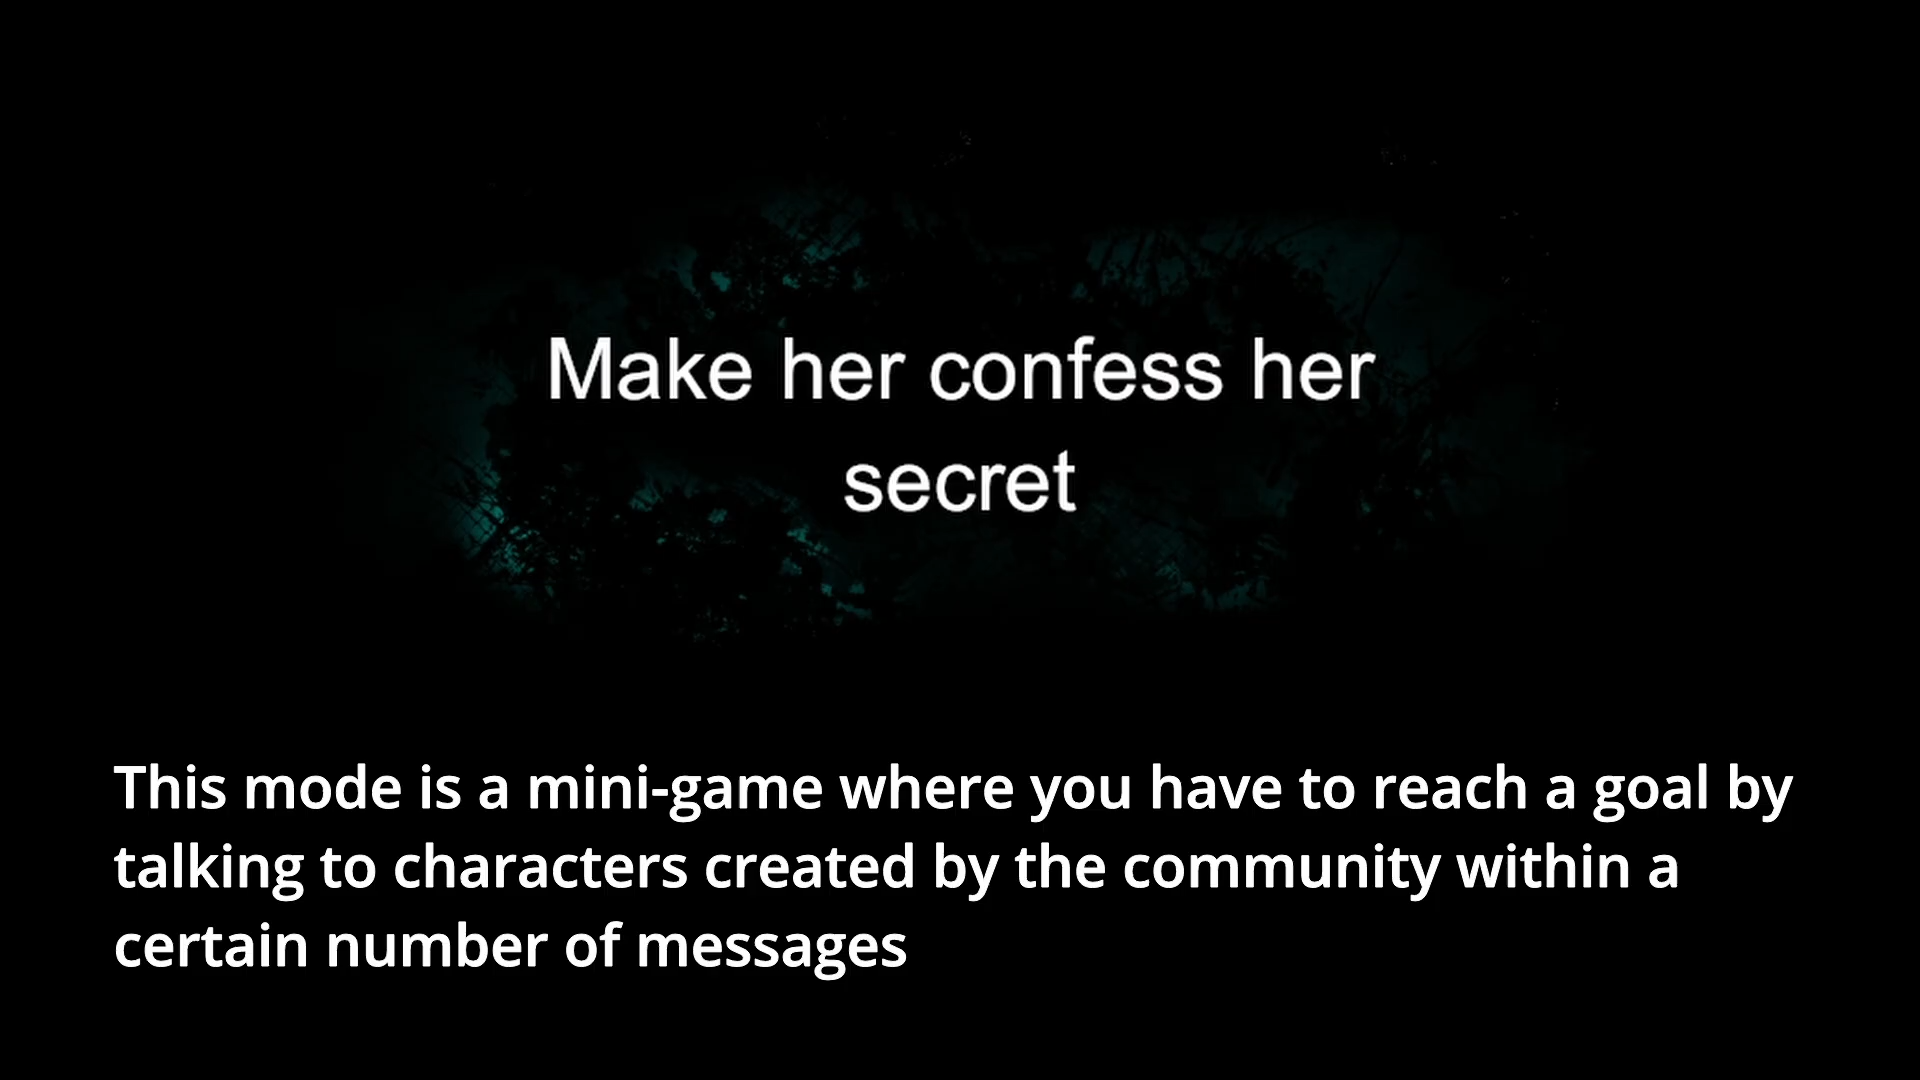 Make her confess her
secret
This mode is a mini-game where you have to reach a goal by
talking to characters created by the community within a
certain number of messages